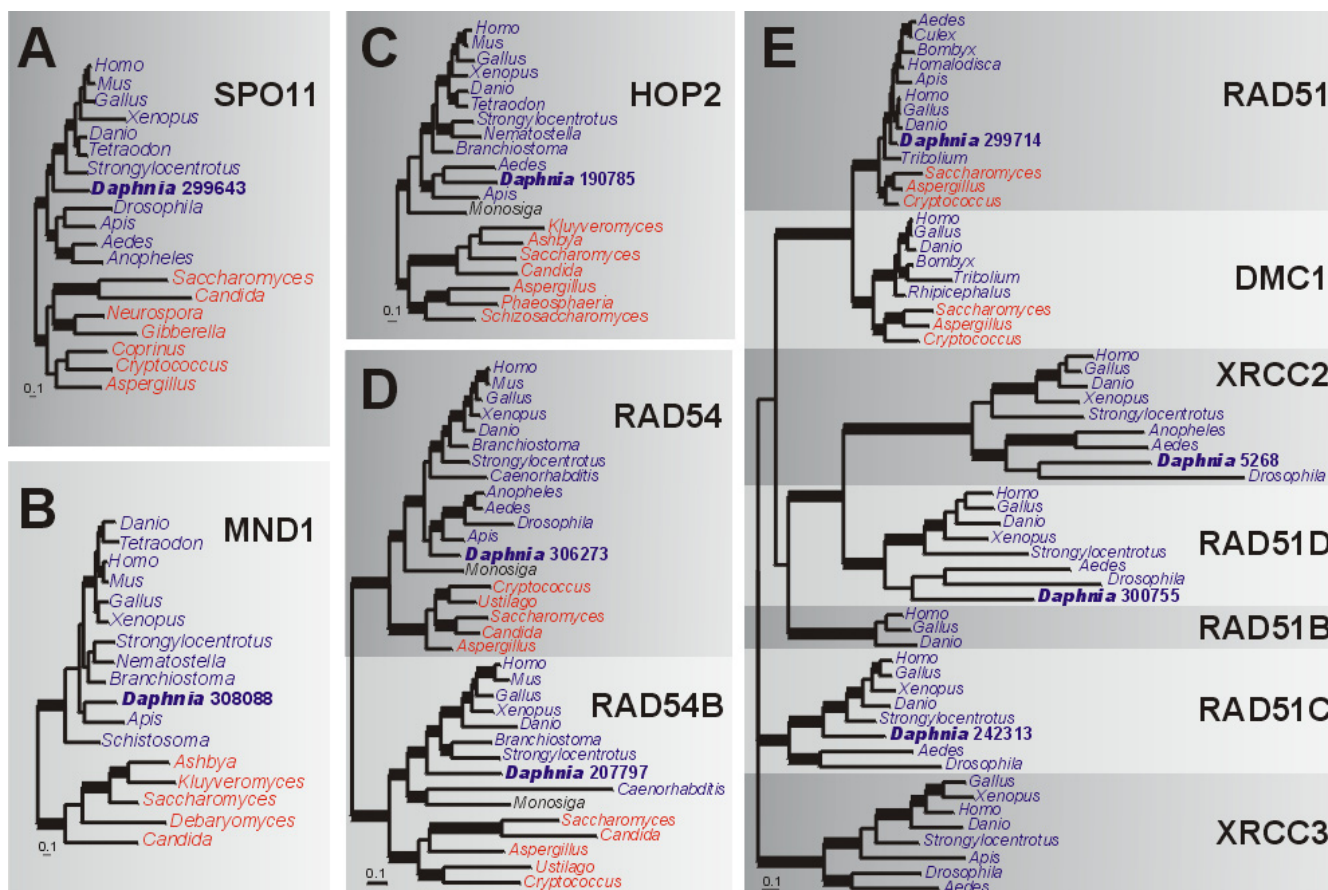 A
SPO11
Homo
Mus
Gallus
Xenopus
Danio
Tetraodon
Strongylocentrotus
Daphnia 299643
Drosophila
Apis
Aedes
Anopheles
Saccharomyces
Candida
Neurospora
Gibberella
Coprinus
Cryptococcus
Aspergillus
0.1
B
MND1
Danio
Tetraodon
Homo
Mus
Gallus
Xenopus
Strongylocentrotus
Nematostella
Branchiostoma
Daphnia 308088
Apis
Schistosoma
Ashbya
Kluyveromyces
Saccharomyces
Debaryomyces
Candida
0.1
C
HOP2
Homo
Mus
Gallus
Xenopus
Danio
Tetraodon
Strongylocentrotus
Nematostella
Branchiostoma
Aedes
Daphnia 190785
Apis
Monosiga
Kluyveromyces
Ashbya
Saccharomyces
Candida
Aspergillus
Phaeosphaeria
Schizosaccharomyces
0.1
D
RAD54
Homo
Mus
Gallus
Xenopus
Danio
Branchiostoma
Strongylocentrotus
Caenorhabditis
Anopheles
Aedes
Drosophila
Apis
Daphnia 306273
Monosiga
Cryptococcus
Ustilago
Saccharomyces
Candida
Aspergillus
RAD54B
Homo
Mus
Gallus
Xenopus
Danio
Branchiostoma
Strongylocentrotus
Daphnia 207797
Caenorhabditis
Monosiga
Saccharomyces
Candida
Aspergillus
Ustilago
Cryptococcus
0.1
E
RAD51
Aedes
Culex
Bombyx
Homalodisca
Apis
Homo
Gallus
Danio
Daphnia 299714
Tribolium
Saccharomyces
Aspergillus
Cryptococcus
DMC1
Homo
Gallus
Danio
Bombyx
Tribolium
Rhipicephalus
Saccharomyces
Aspergillus
Cryptococcus
XRCC2
Homo
Gallus
Danio
Xenopus
Strongylocentrotus
Anopheles
Aedes
Daphnia 5268
Drosophila
RAD51D
Homo
Gallus
Danio
Xenopus
Strongylocentrotus
Aedes
Drosophila
Daphnia 300755
RAD51B
Homo
Gallus
Danio
RAD51C
Homo
Gallus
Xenopus
Danio
Strongylocentrotus
Daphnia 242313
Aedes
Drosophila
XRCC3
Gallus
Xenopus
Homo
Danio
Strongylocentrotus
Apis
Drosophila
Aedes
0.1